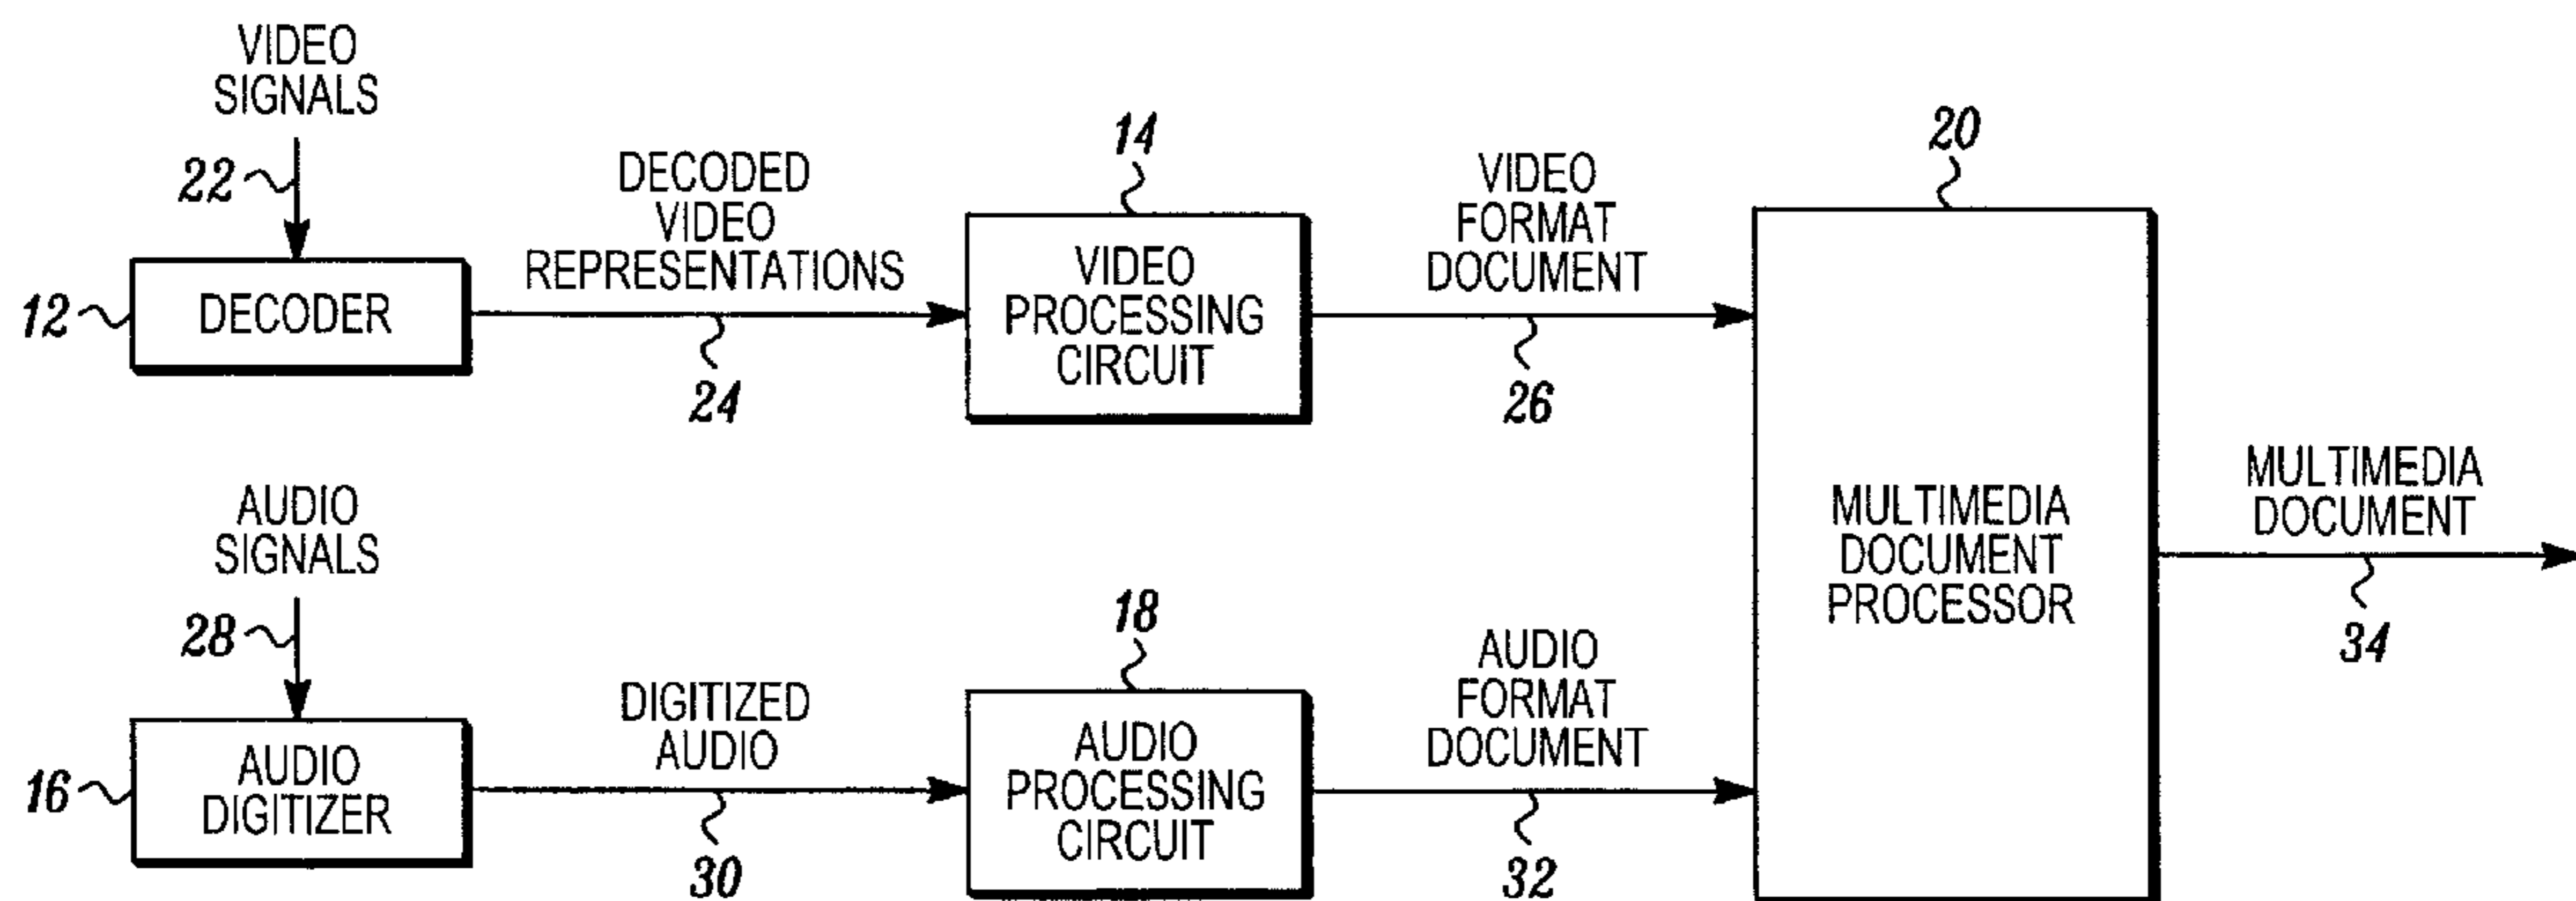 VIDEO
SIGNALS
22
12
DECODER
DECODED
VIDEO
REPRESENTATIONS
24
14
VIDEO
PROCESSING
CIRCUIT
VIDEO
FORMAT
DOCUMENT
26
20
MULTIMEDIA
DOCUMENT
PROCESSOR
MULTIMEDIA
DOCUMENT
34
AUDIO
SIGNALS
28
16
AUDIO
DIGITIZER
DIGITIZED
AUDIO
30
18
AUDIO
PROCESSING
CIRCUIT
AUDIO
FORMAT
DOCUMENT
32